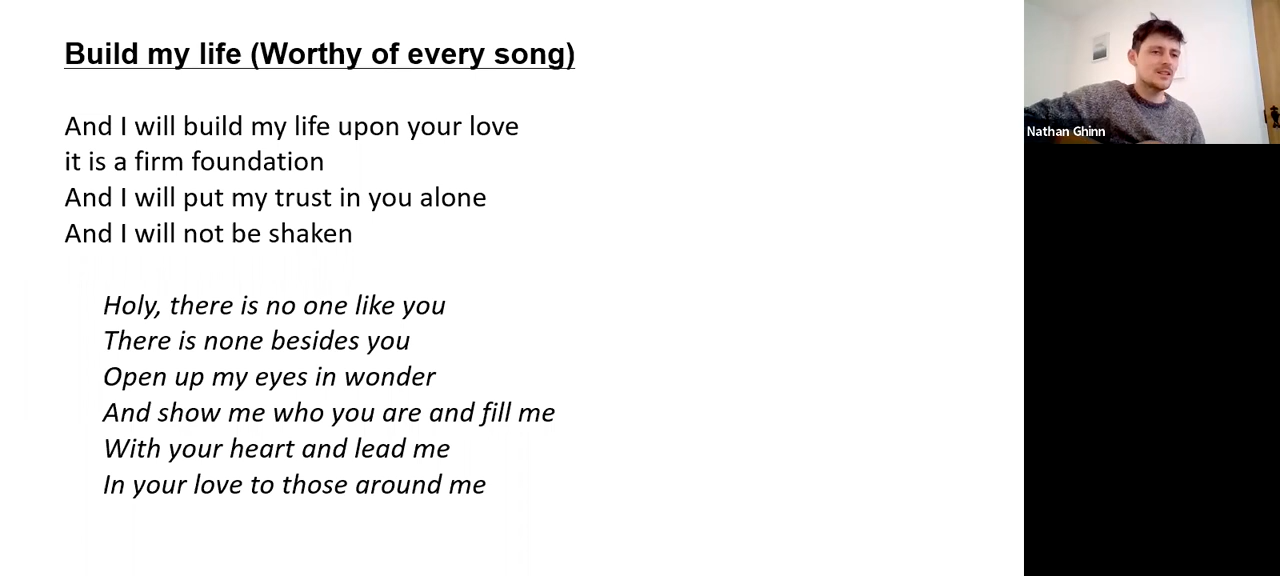 Build my life (Worthy of every song)
And I will build my life upon your love
it is a firm foundation
And I will put my trust in you alone
And I will not be shaken
Holy, there is no one like you
There is none besides you
Open up my eyes in wonder
And show me who you are and fill me
With your heart and lead me
In your love to those around me
Nathan Ghinn